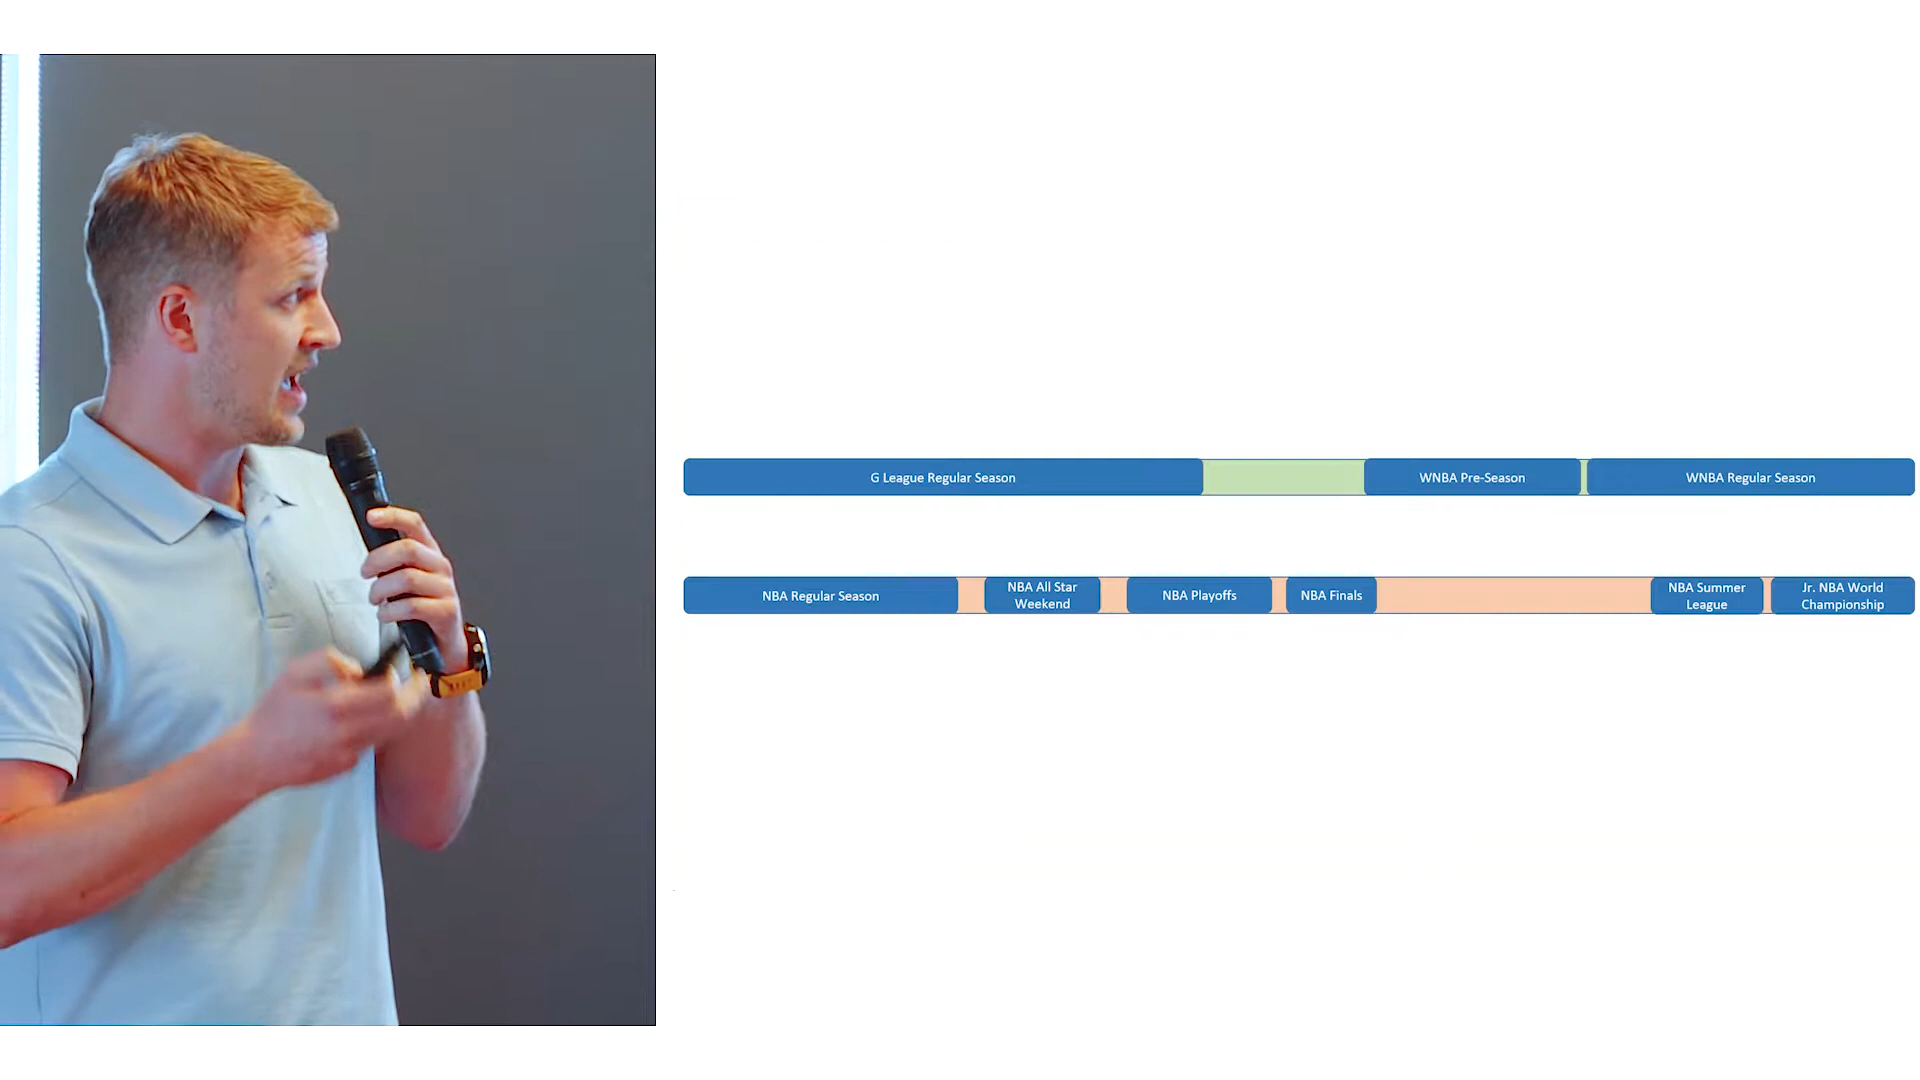 G League Regular Season
WNBA Pre-Season
WNBA Regular Season
NBA Regular Season
NBA All Star
Weekend
NBA Playoffs
NBA Finals
NBA Summer
League
Jr. NBA World
Championship